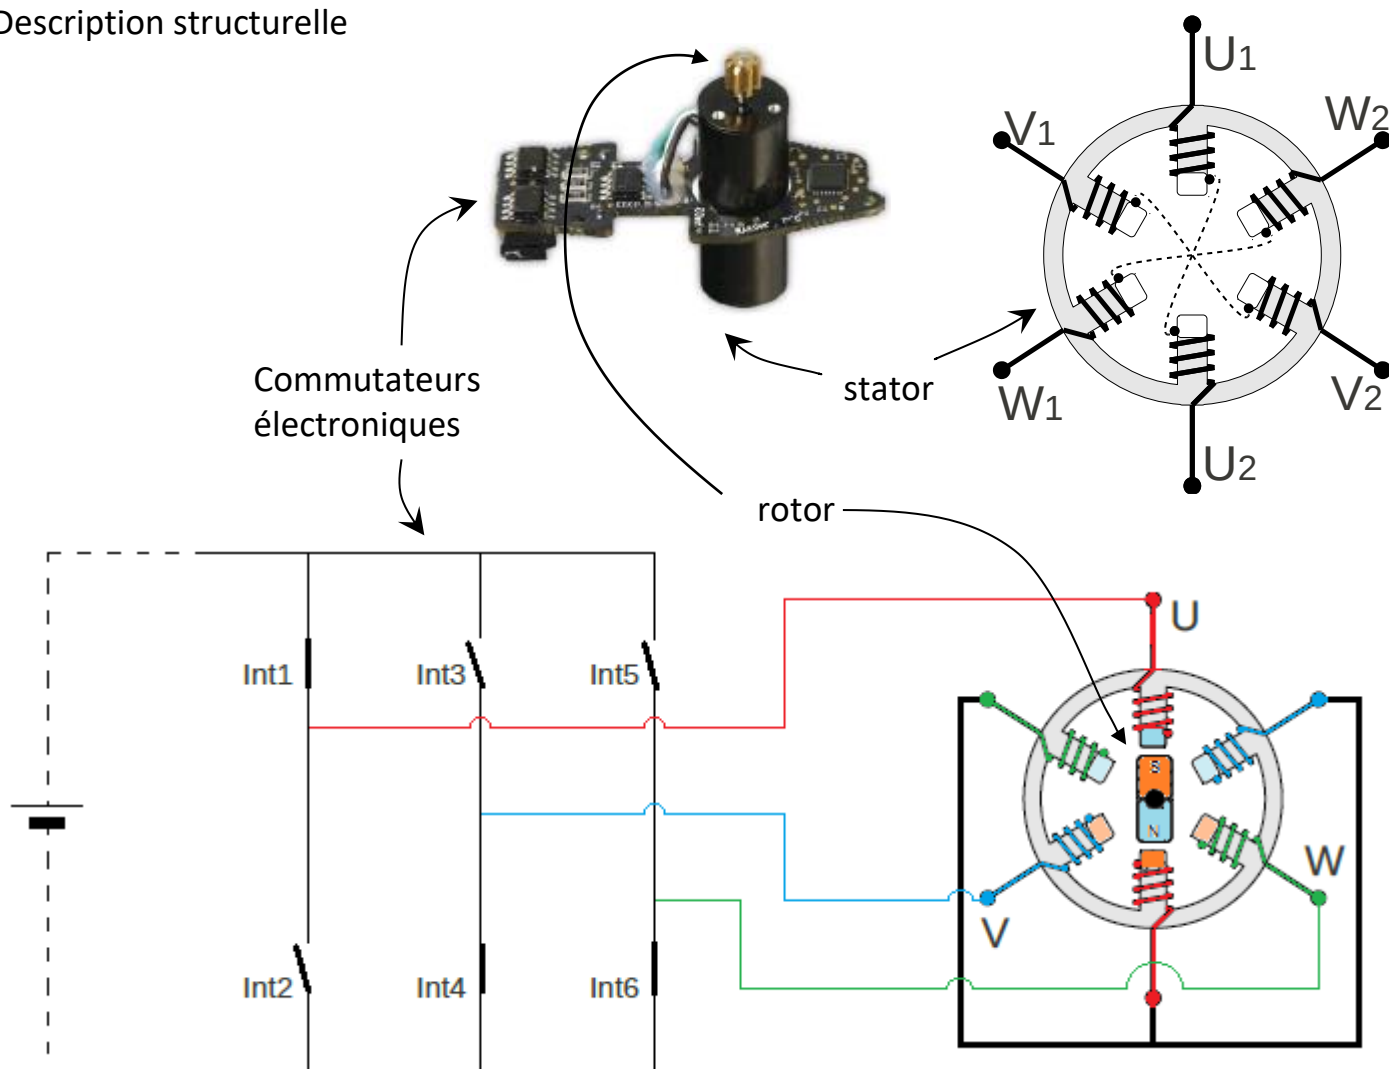 Description structurelle
U1
V1
W2
Commutateurs
électroniques
stator
W1
V2
U2
rotor
U
Int1
Int3
Int5
S
N
W
V
Int2
Int4
Int6